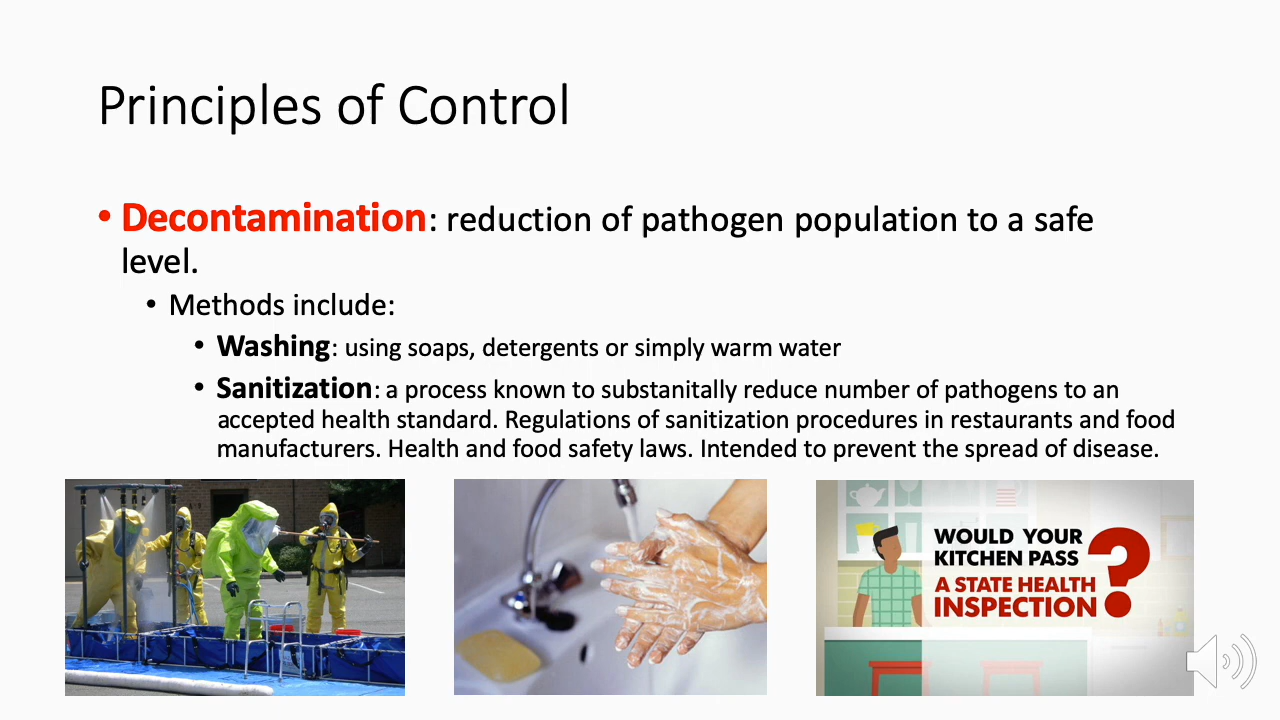 Principles of Control
• Decontamination: reduction of pathogen population to a safe
level.
• Methods include:
• Washing: using soaps, detergents or simply warm water
• Sanitization: a process known to substanitally reduce number of pathogens to an
accepted health standard. Regulations of sanitization procedures in restaurants and food
manufacturers. Health and food safety laws. Intended to prevent the spread of disease.
WOULD YOUR
KITCHEN PASS
A STATE HEALTH
INSPECTION?